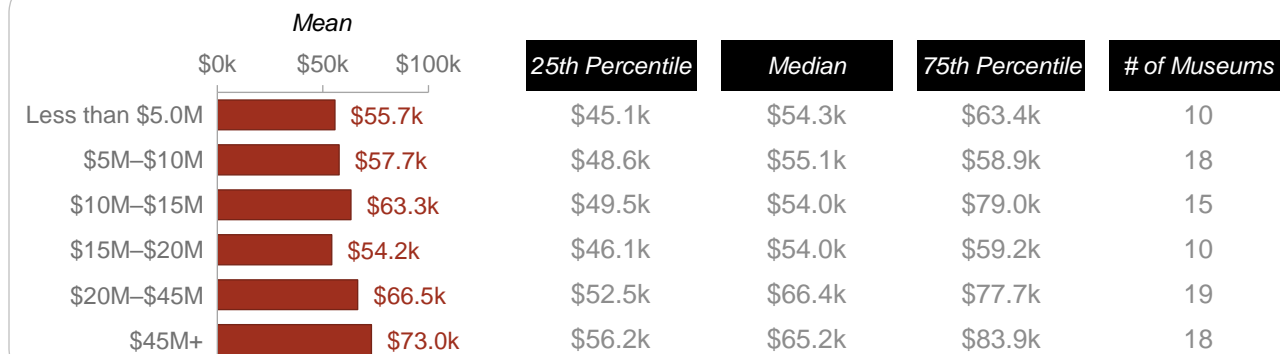 Mean
$0k $50k $100k 25th Percentile Median 75th Percentile # of Museums
Less than $5.0M $55.7k $45.1k $54.3k $63.4k 10
$5M–$10M $57.7k $48.6k $55.1k $58.9k 18
$10M–$15M $63.3k $49.5k $54.0k $79.0k 15
$15M–$20M $54.2k $46.1k $54.0k $59.2k 10
$20M–$45M $66.5k $52.5k $66.4k $77.7k 19
$45M+ $73.0k $56.2k $65.2k $83.9k 18